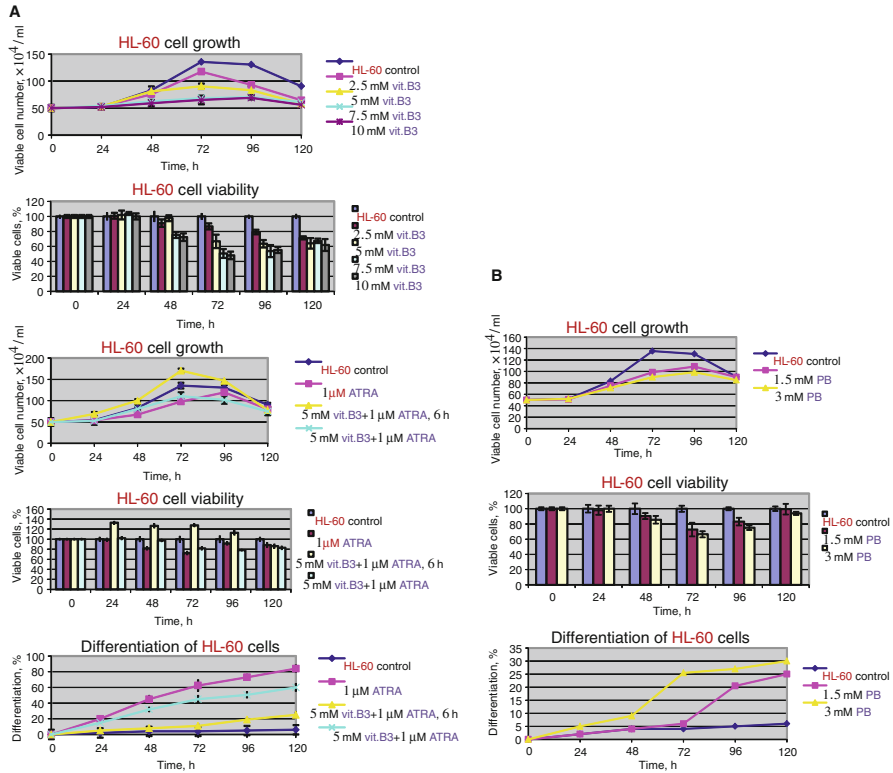 A
HL-60 cell growth
Viable cell number, ×10⁴/ml
150
100
50
0
0 24 48 72 96 120
Time, h
HL-60 control
2.5 mM vit.B3
5 mM vit.B3
7.5 mM vit.B3
10 mM vit.B3
HL-60 cell viability
Viable cells, %
120
100
80
60
40
20
0
0 24 48 72 96 120
Time, h
HL-60 control
2.5 mM vit.B3
5 mM vit.B3
7.5 mM vit.B3
10 mM vit.B3
HL-60 cell growth
Viable cell number, ×10⁴/ml
200
150
100
50
0
0 24 48 72 96 120
Time, h
HL-60 control
1μM ATRA
5 mM vit.B3+1 μM ATRA, 6 h
5 mM vit.B3+1 μM ATRA
HL-60 cell viability
Viable cells, %
160
140
120
100
80
60
40
20
0
0 24 48 72 96 120
Time, h
HL-60 control
1μM ATRA
5 mM vit.B3+1 μM ATRA, 6 h
5 mM vit.B3+1 μM ATRA
Differentiation of HL-60 cells
Differentiation, %
100
80
60
40
20
0
0 24 48 72 96 120
Time, h
HL-60 control
1 μM ATRA
5 mM vit.B3+1 μM ATRA, 6 h
5 mM vit.B3+1 μM ATRA
B
HL-60 cell growth
Viable cell number, ×10⁴/ml
160
140
120
100
80
60
40
20
0
0 24 48 72 96 120
Time, h
HL-60 control
1.5 mM PB
3 mM PB
HL-60 cell viability
Viable cells, %
120
100
80
60
40
20
0
0 24 48 72 96 120
Time, h
HL-60 control
1.5 mM PB
3 mM PB
Differentiation of HL-60 cells
Differentiation, %
35
30
25
20
15
10
5
0
0 24 48 72 96 120
Time, h
HL-60 control
1.5 mM PB
3 mM PB